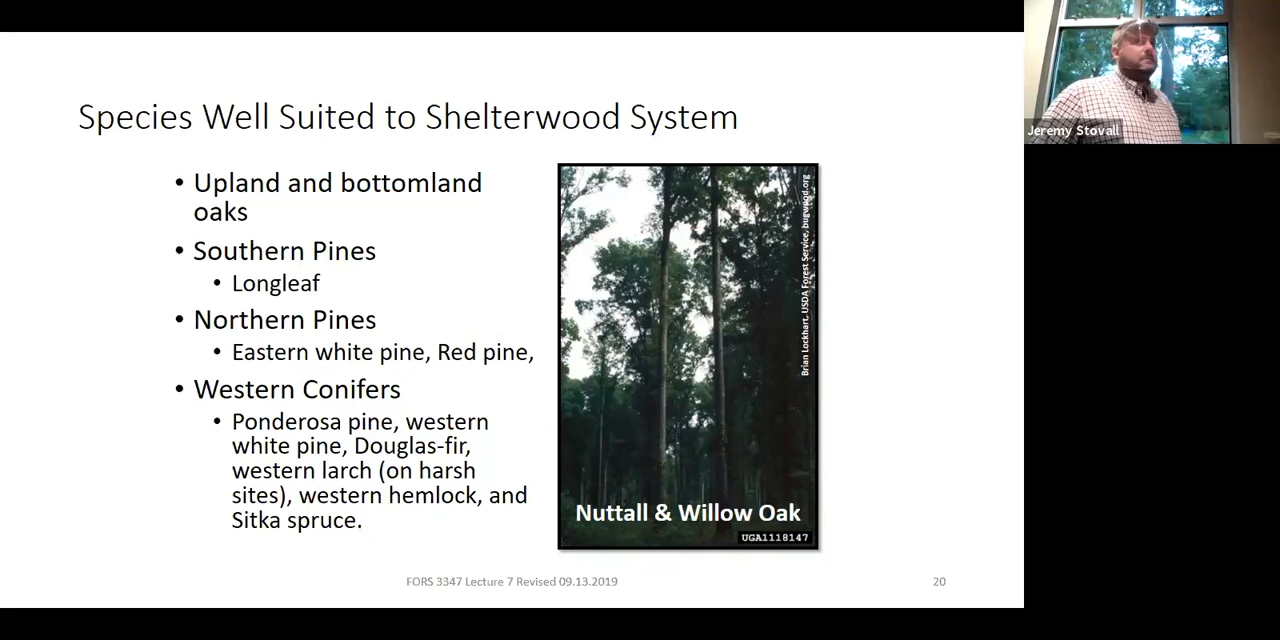 Species Well Suited to Shelterwood System
• Upland and bottomland
oaks
• Southern Pines
• Longleaf
• Northern Pines
• Eastern white pine, Red pine,
• Western Conifers
• Ponderosa pine, western
white pine, Douglas-fir,
western larch (on harsh
sites), western hemlock, and
Sitka spruce.
Brian Lockhart, USDA Forest Service, bugwood.org
Nuttall & Willow Oak
UGA1118147
FORS 3347 Lecture 7 Revised 09.13.2019
20
Jeremy Stovall